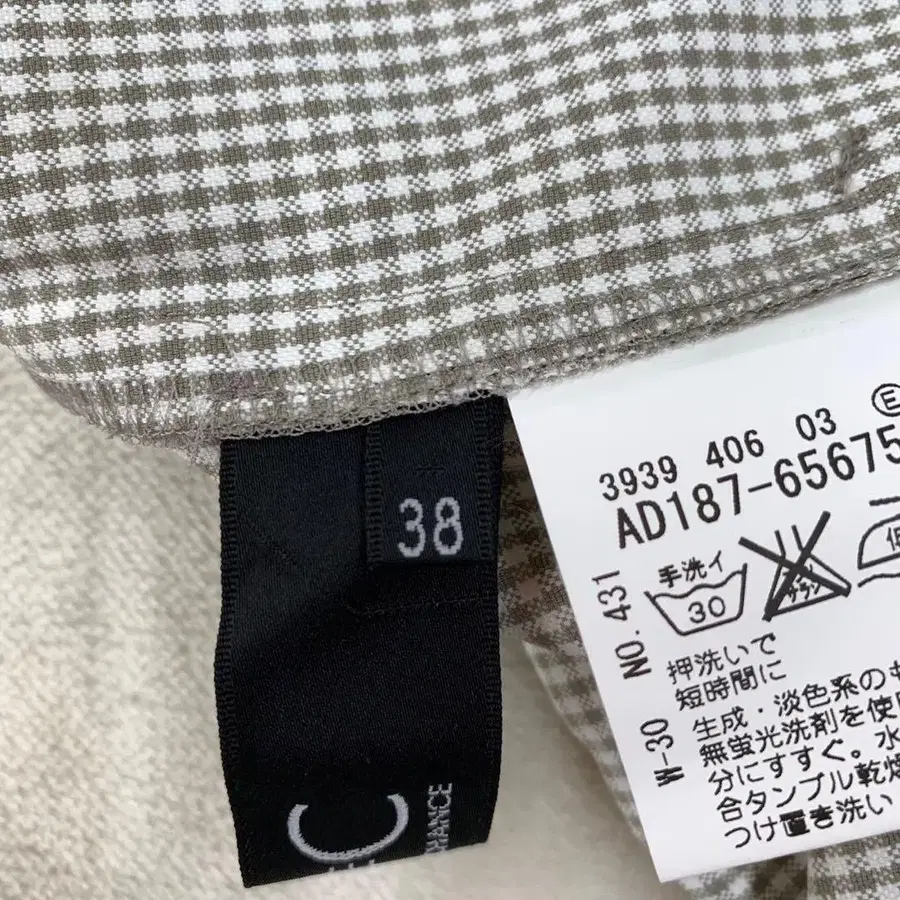 3939 406 03 Ⓔ
AD187-65675
NO. 431
手洗イ
30
W-30
押洗いで
短時間に
生成・淡色系のも
無蛍光洗剤を使用
分にすすぐ。水
合タンブル乾燥
つけ置き洗い
38
C
HANCE